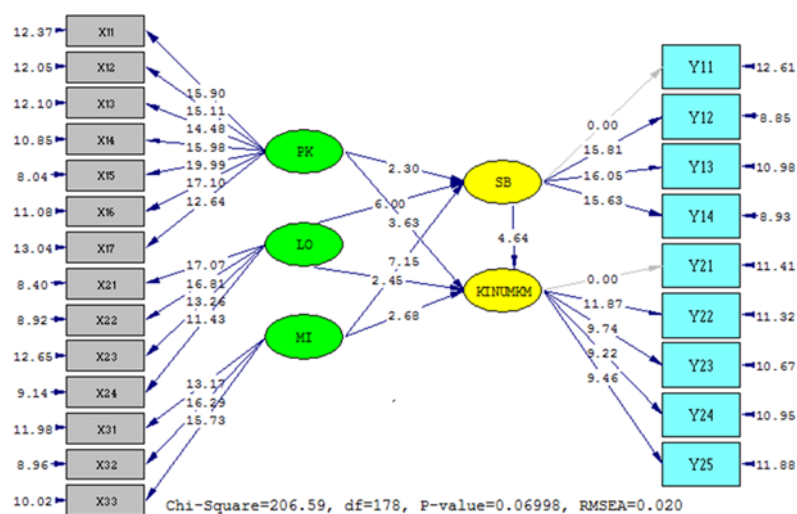 12.37 X11
12.05 X12
12.10 X13
10.85 X14
8.04 X15
11.08 X16
13.04 X17
8.40 X21
8.92 X22
12.65 X23
9.14 X24
11.98 X31
8.96 X32
10.02 X33
15.90
15.11
14.48
15.98
19.99
17.10
12.64
17.07
16.81
13.26
11.43
13.17
16.29
15.73
PK
LO
MI
2.30
6.00
3.63
7.15
2.45
2.68
SB
4.64
KINUMKM
0.00
15.81
16.05
15.63
0.00
11.87
9.74
9.22
9.46
Y11 12.61
Y12 8.85
Y13 10.98
Y14 8.93
Y21 11.41
Y22 11.32
Y23 10.67
Y24 10.95
Y25 11.88
Chi-Square=206.59, df=178, P-value=0.06998, RMSEA=0.020